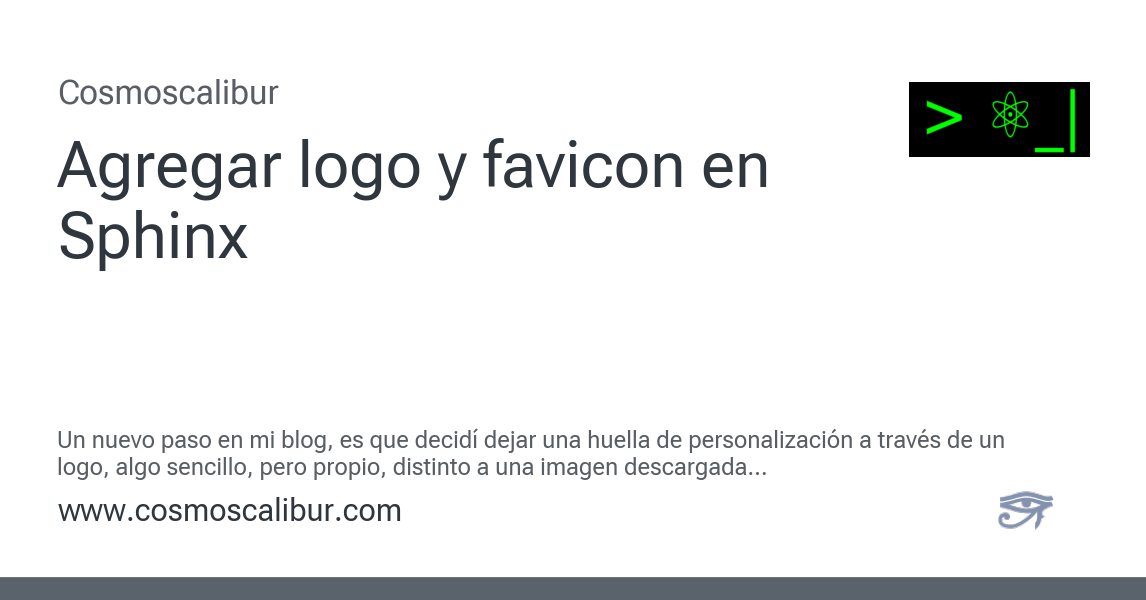 Cosmoscalibur
> ⚛ _|
Agregar logo y favicon en
Sphinx
Un nuevo paso en mi blog, es que decidí dejar una huella de personalización a través de un
logo, algo sencillo, pero propio, distinto a una imagen descargada...
www.cosmoscalibur.com